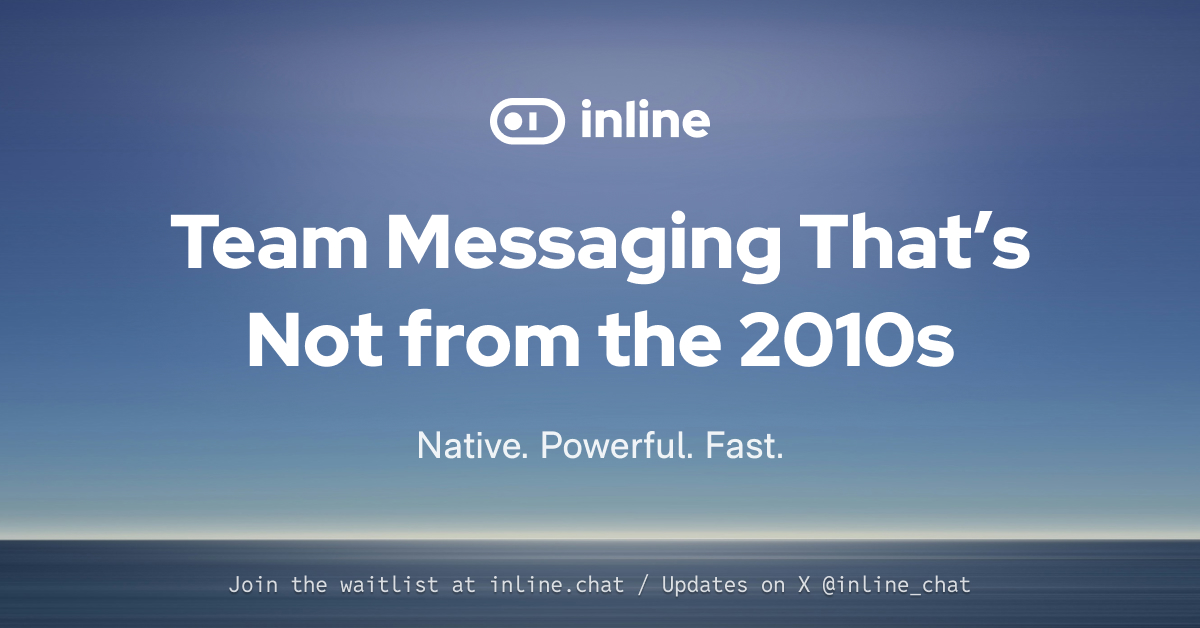 inline
Team Messaging That’s
Not from the 2010s
Native. Powerful. Fast.
Join the waitlist at inline.chat / Updates on X @inline_chat